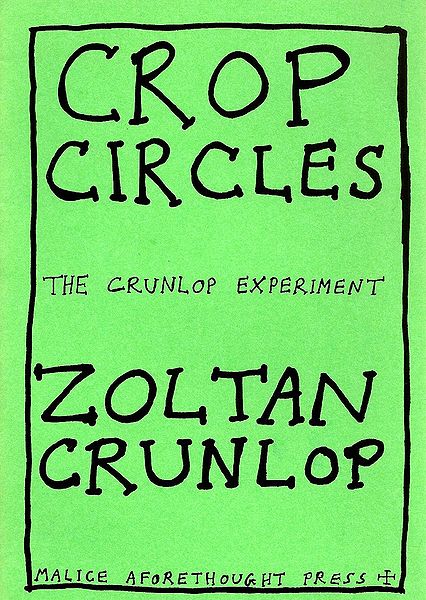 CROP
CIRCLES
THE CRUNLOP EXPERIMENT
ZOLTAN
CRUNLOP
MALICE AFORETHOUGHT PRESS